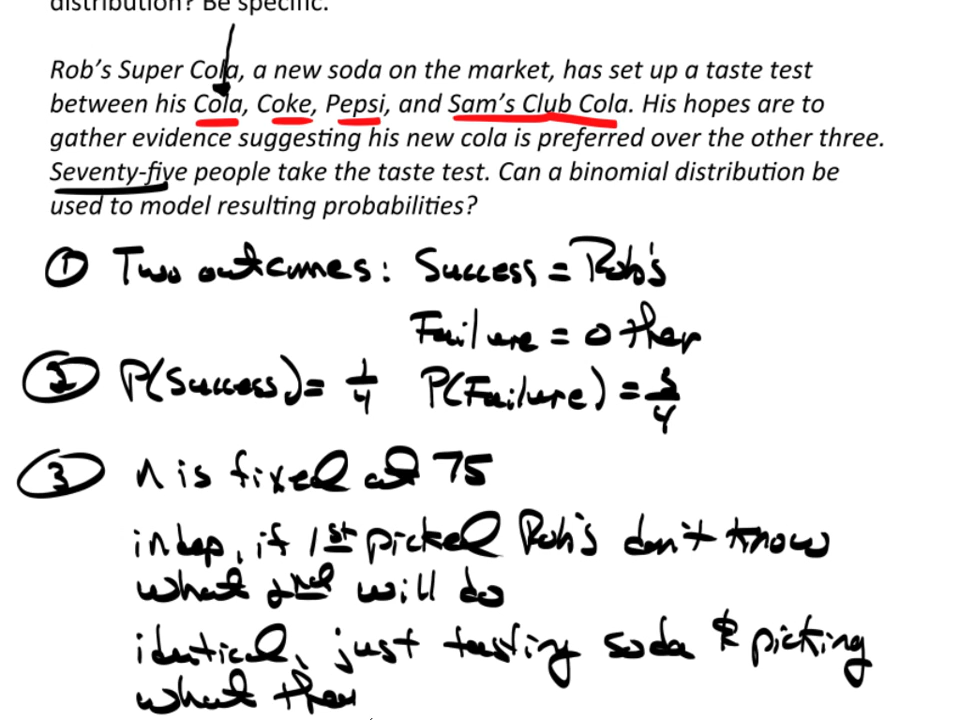 distribution? Be specific.
Rob's Super Cola, a new soda on the market, has set up a taste test
between his Cola, Coke, Pepsi, and Sam's Club Cola. His hopes are to
gather evidence suggesting his new cola is preferred over the other three.
Seventy-five people take the taste test. Can a binomial distribution be
used to model resulting probabilities?
① Two outcomes: Success = Rob's
Failure = other
② P(Success) = 1/4 P(Failure) = 3/4
③ n is fixed at 75
indep, if 1st picked Rob's don't know
what 2nd will do
identical, just tasting soda & picking
what they